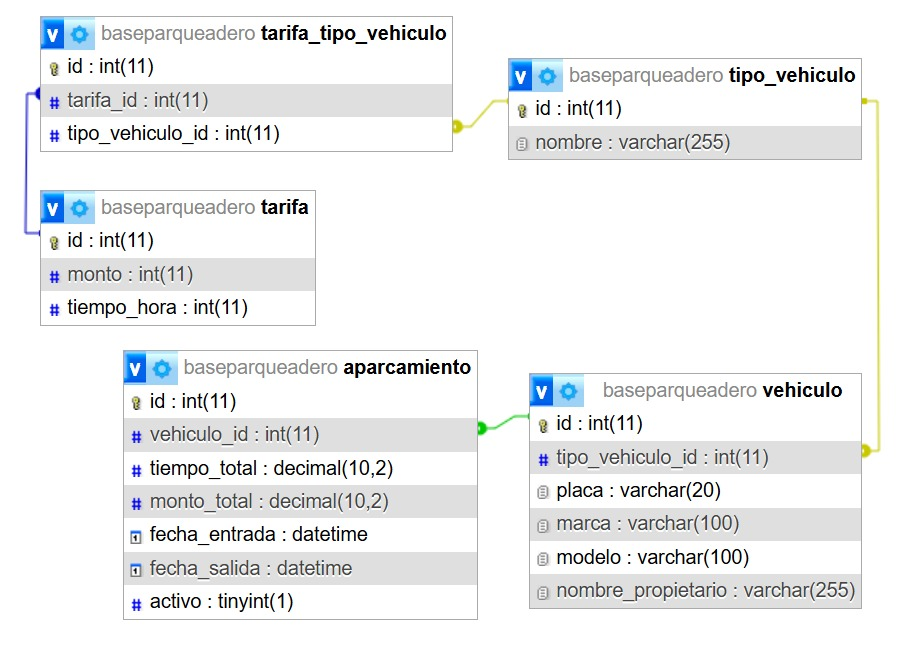 v baseparqueadero tarifa_tipo_vehiculo
id : int(11)
# tarifa_id : int(11)
# tipo_vehiculo_id : int(11)
v baseparqueadero tipo_vehiculo
id : int(11)
nombre : varchar(255)
v baseparqueadero tarifa
id : int(11)
# monto : int(11)
# tiempo_hora : int(11)
v baseparqueadero aparcamiento
id : int(11)
# vehiculo_id : int(11)
# tiempo_total : decimal(10,2)
# monto_total : decimal(10,2)
1 fecha_entrada : datetime
1 fecha_salida : datetime
# activo : tinyint(1)
v baseparqueadero vehiculo
id : int(11)
# tipo_vehiculo_id : int(11)
placa : varchar(20)
marca : varchar(100)
modelo : varchar(100)
nombre_propietario : varchar(255)